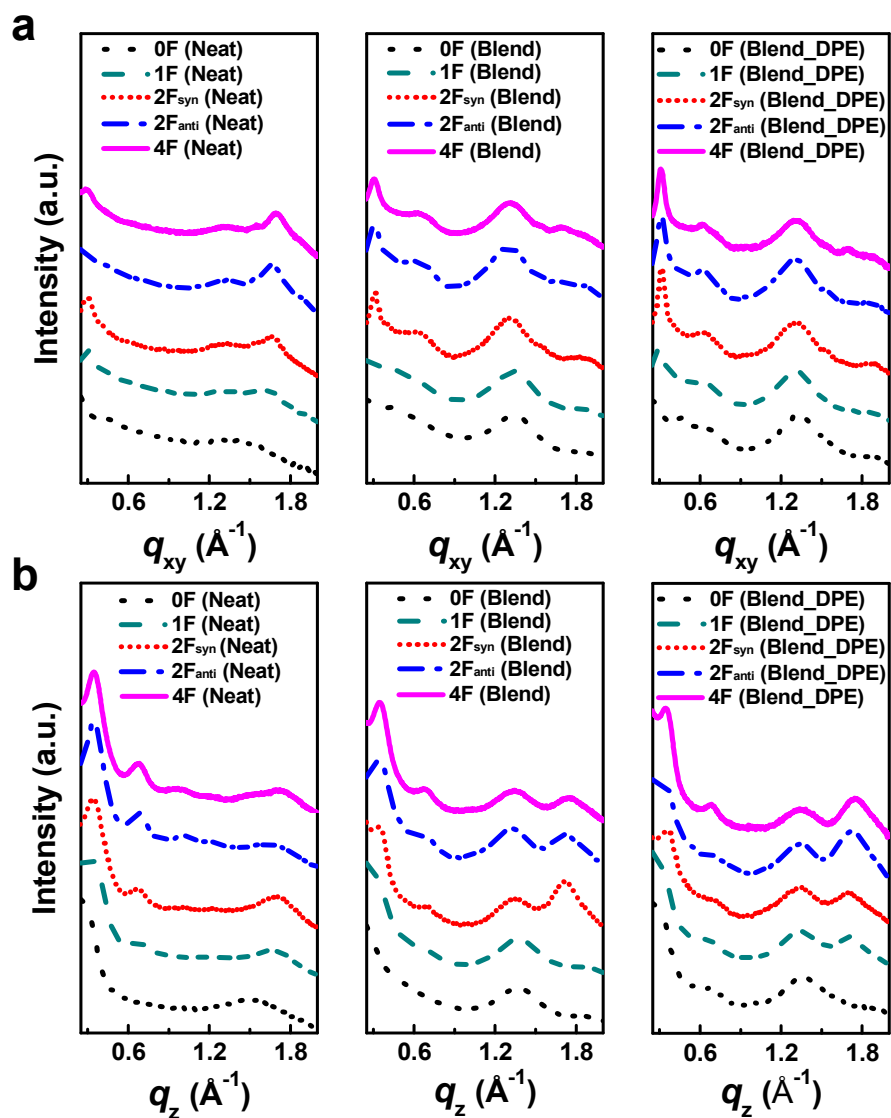 a
0F (Neat)
1F (Neat)
2Fsyn (Neat)
2Fanti (Neat)
4F (Neat)
0F (Blend)
1F (Blend)
2Fsyn (Blend)
2Fanti (Blend)
4F (Blend)
0F (Blend_DPE)
1F (Blend_DPE)
2Fsyn (Blend_DPE)
2Fanti (Blend_DPE)
4F (Blend_DPE)
Intensity (a.u.)
0.6 1.2 1.8
0.6 1.2 1.8
0.6 1.2 1.8
qxy (Å-1)
qxy (Å-1)
qxy (Å-1)
b
0F (Neat)
1F (Neat)
2Fsyn (Neat)
2Fanti (Neat)
4F (Neat)
0F (Blend)
1F (Blend)
2Fsyn (Blend)
2Fanti (Blend)
4F (Blend)
0F (Blend_DPE)
1F (Blend_DPE)
2Fsyn (Blend_DPE)
2Fanti (Blend_DPE)
4F (Blend_DPE)
Intensity (a.u.)
0.6 1.2 1.8
0.6 1.2 1.8
0.6 1.2 1.8
qz (Å-1)
qz (Å-1)
qz (Å-1)